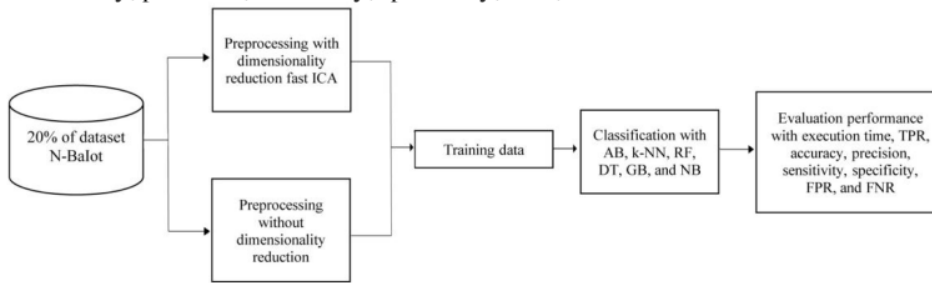 Preprocessing with
dimensionality
reduction fast ICA
20% of dataset
N-BaIot
Preprocessing
without
dimensionality
reduction
Training data
Classification with
AB, k-NN, RF,
DT, GB, and NB
Evaluation performance
with execution time, TPR,
accuracy, precision,
sensitivity, specificity,
FPR, and FNR